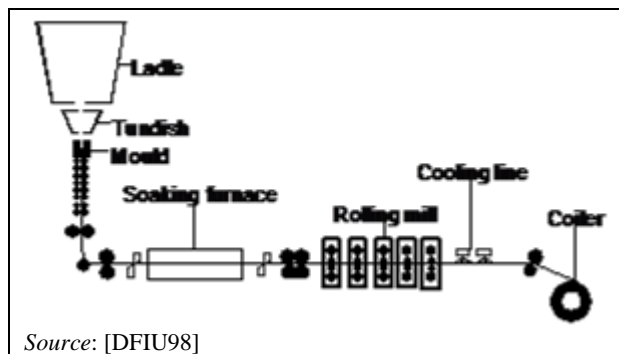 Ladle
Tundish
Mould
Cooling line
Soaking furnace
Rolling mill
Coiler
Source: [DFIU98]